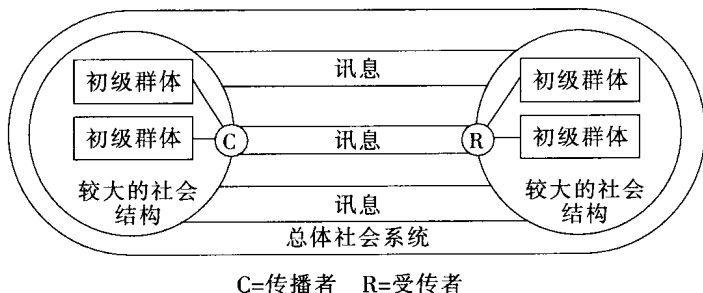 讯息
初级群体
初级群体
初级群体
初级群体
C
讯息
R
较大的社会
结构
讯息
较大的社会
结构
总体社会系统
C=传播者 R=受传者